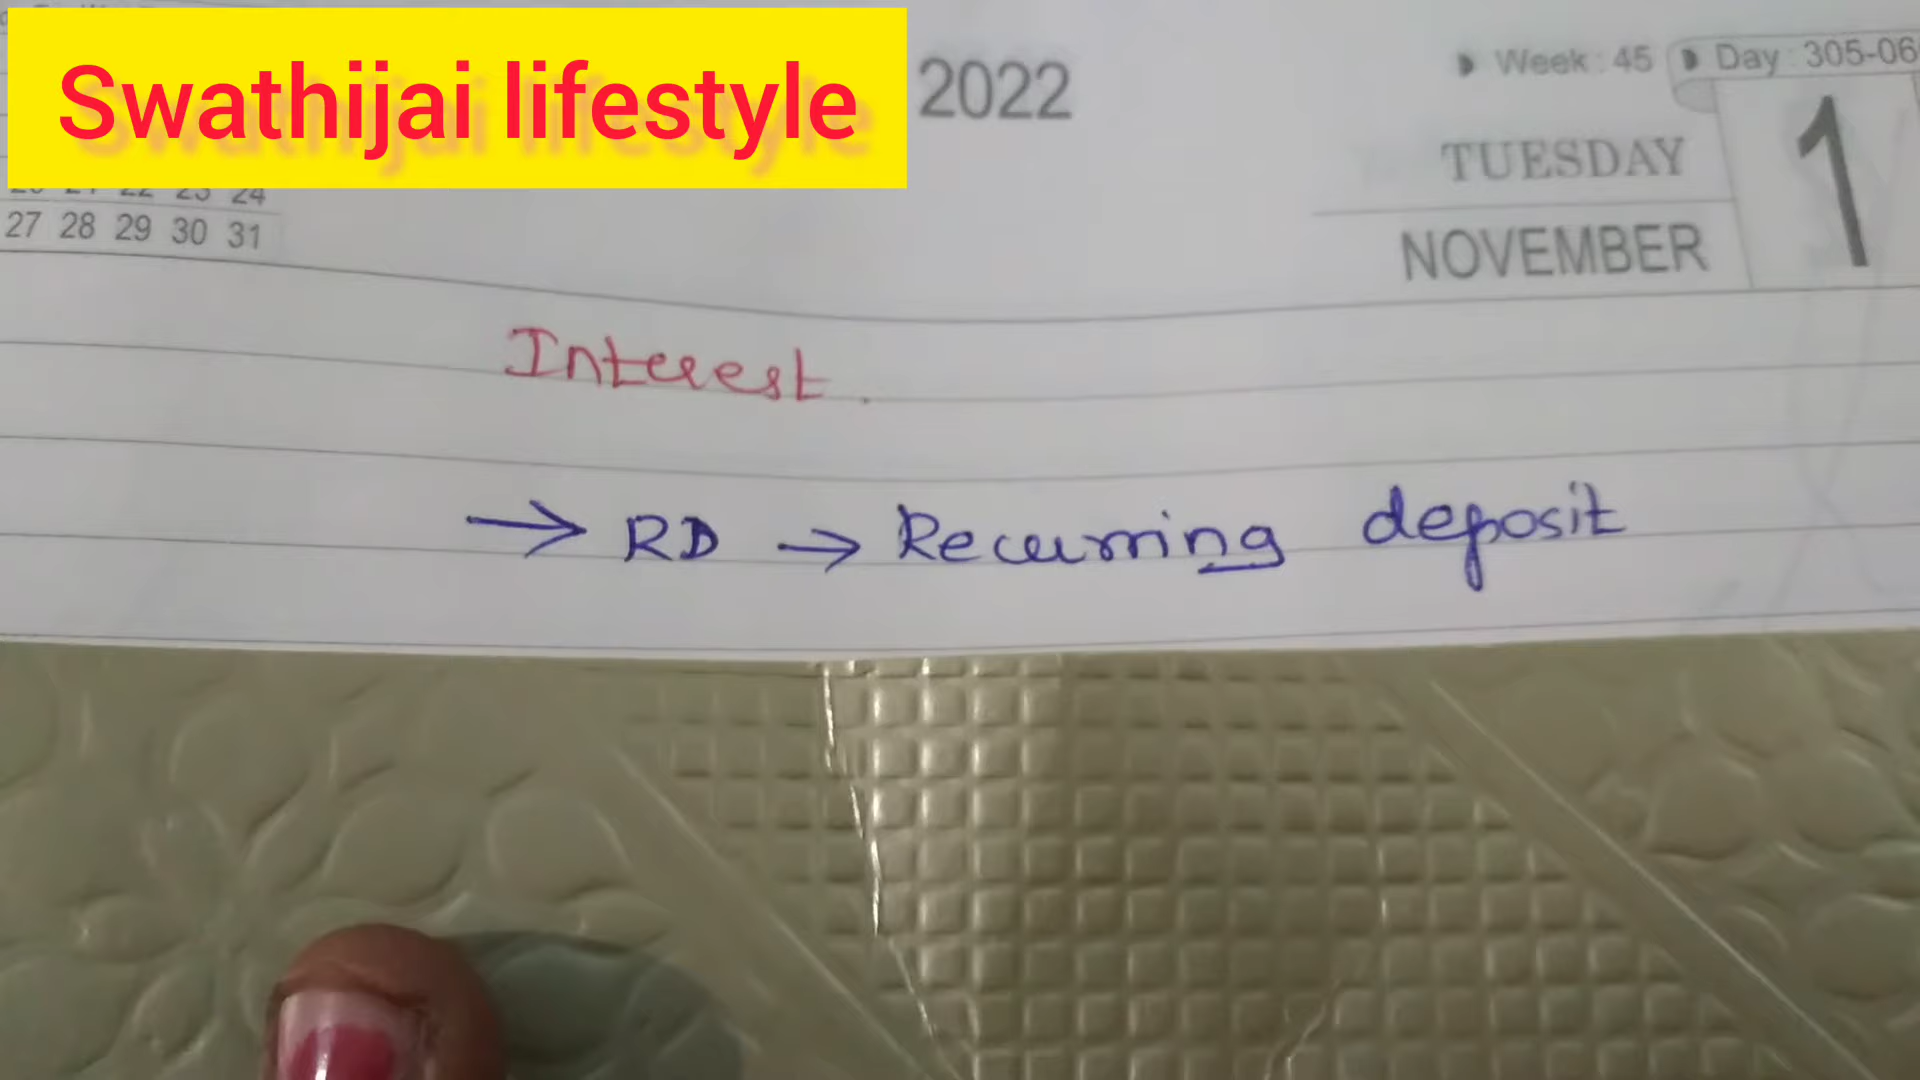 Swathijai lifestyle
2022
Week : 45 Day : 305-06
TUESDAY
NOVEMBER
1
24
27 28 29 30 31
Interest.
→ RD → Recurring deposit